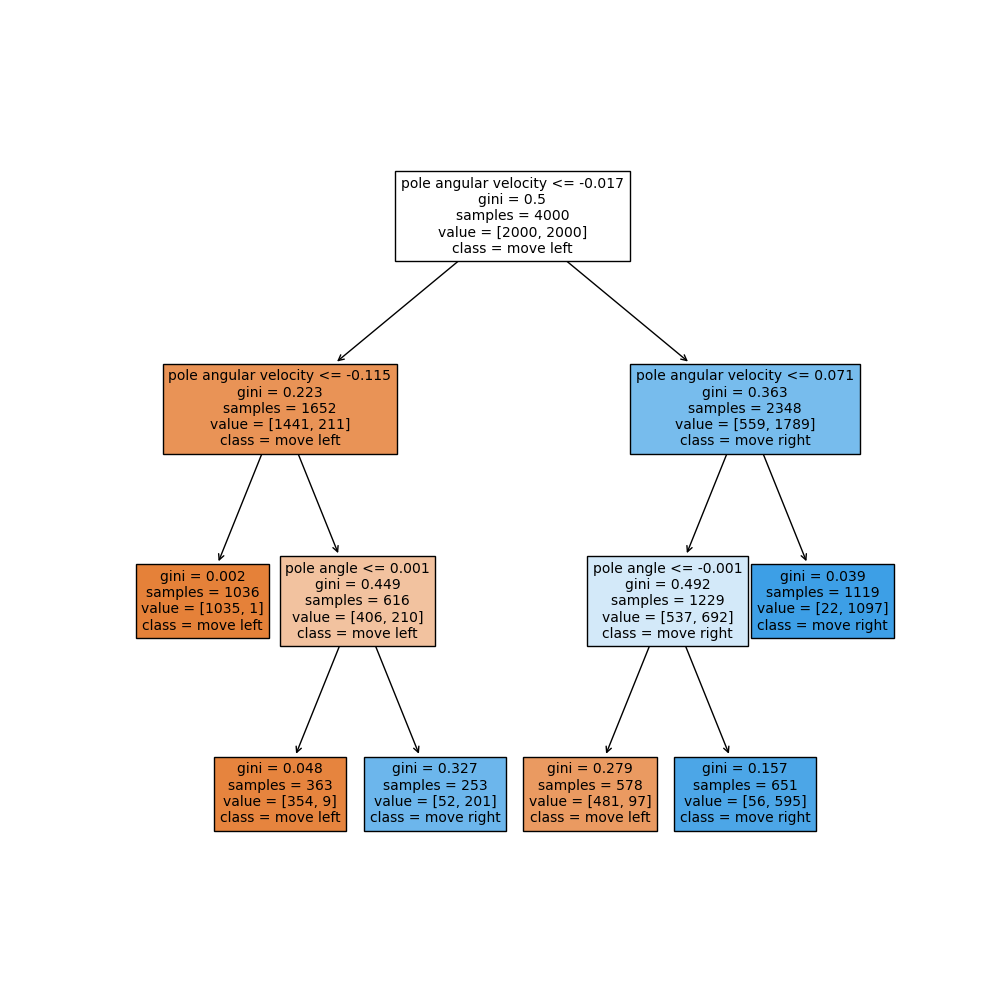 pole angular velocity <= -0.017
gini = 0.5
samples = 4000
value = [2000, 2000]
class = move left
pole angular velocity <= -0.115
gini = 0.223
samples = 1652
value = [1441, 211]
class = move left
pole angular velocity <= 0.071
gini = 0.363
samples = 2348
value = [559, 1789]
class = move right
gini = 0.002
samples = 1036
value = [1035, 1]
class = move left
pole angle <= 0.001
gini = 0.449
samples = 616
value = [406, 210]
class = move left
pole angle <= -0.001
gini = 0.492
samples = 1229
value = [537, 692]
class = move right
gini = 0.039
samples = 1119
value = [22, 1097]
class = move right
gini = 0.048
samples = 363
value = [354, 9]
class = move left
gini = 0.327
samples = 253
value = [52, 201]
class = move right
gini = 0.279
samples = 578
value = [481, 97]
class = move left
gini = 0.157
samples = 651
value = [56, 595]
class = move right